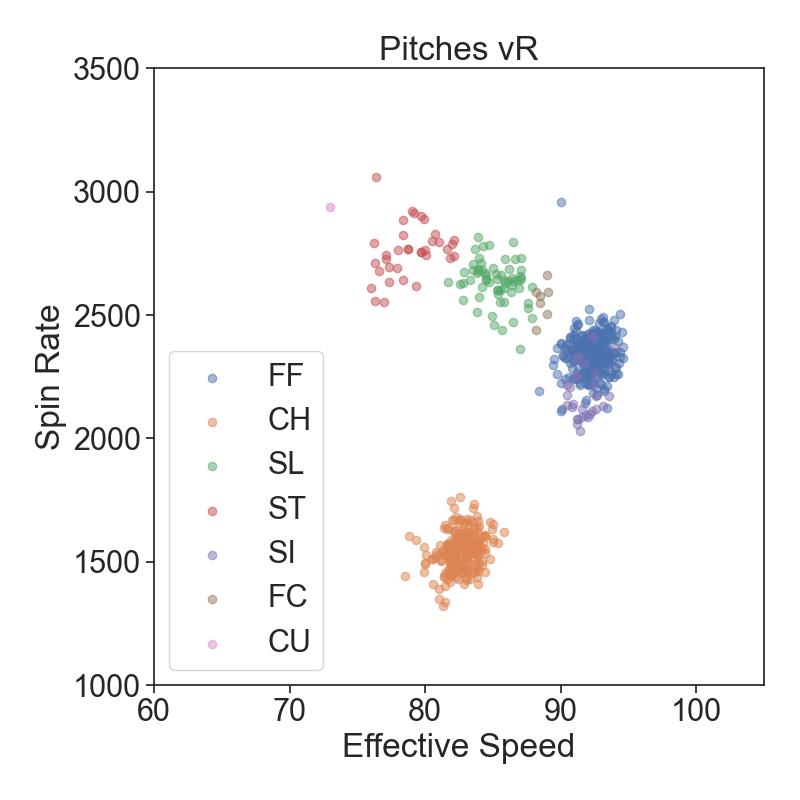 Pitches vR
3500
3000
2500
2000
1500
1000
Spin Rate
FF
CH
SL
ST
SI
FC
CU
60 70 80 90 100
Effective Speed